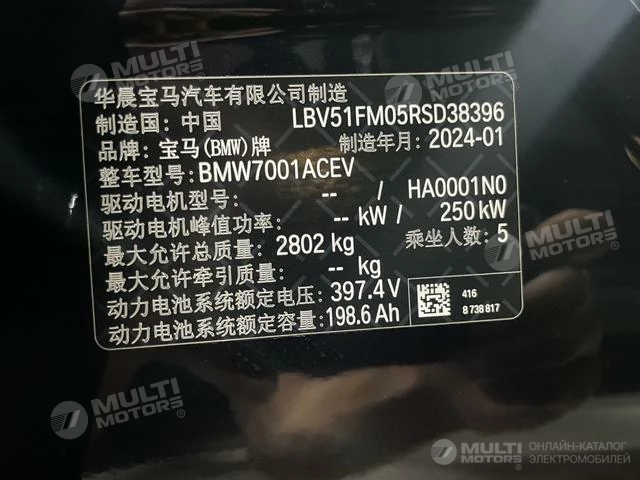 华晨宝马汽车有限公司制造
制造国: 中国 LBV51FM05RSD38396
品牌: 宝马(BMW)牌 制造年月: 2024-01
整车型号: BMW7001ACEV
驱动电机型号: -- / HA0001N0
驱动电机峰值功率: -- kW / 250 kW
最大允许总质量: 2802 kg 乘坐人数: 5
最大允许牵引质量: -- kg
动力电池系统额定电压: 397.4 V 416
动力电池系统额定容量: 198.6 Ah 8 738 817
MULTI MOTORS
MULTI MOTORS
MULTI MOTORS
MULTI MOTORS
MULTI MOTORS
MULTI MOTORS ОНЛАЙН-КАТАЛОГ
ЭЛЕКТРОМОБИЛЕЙ